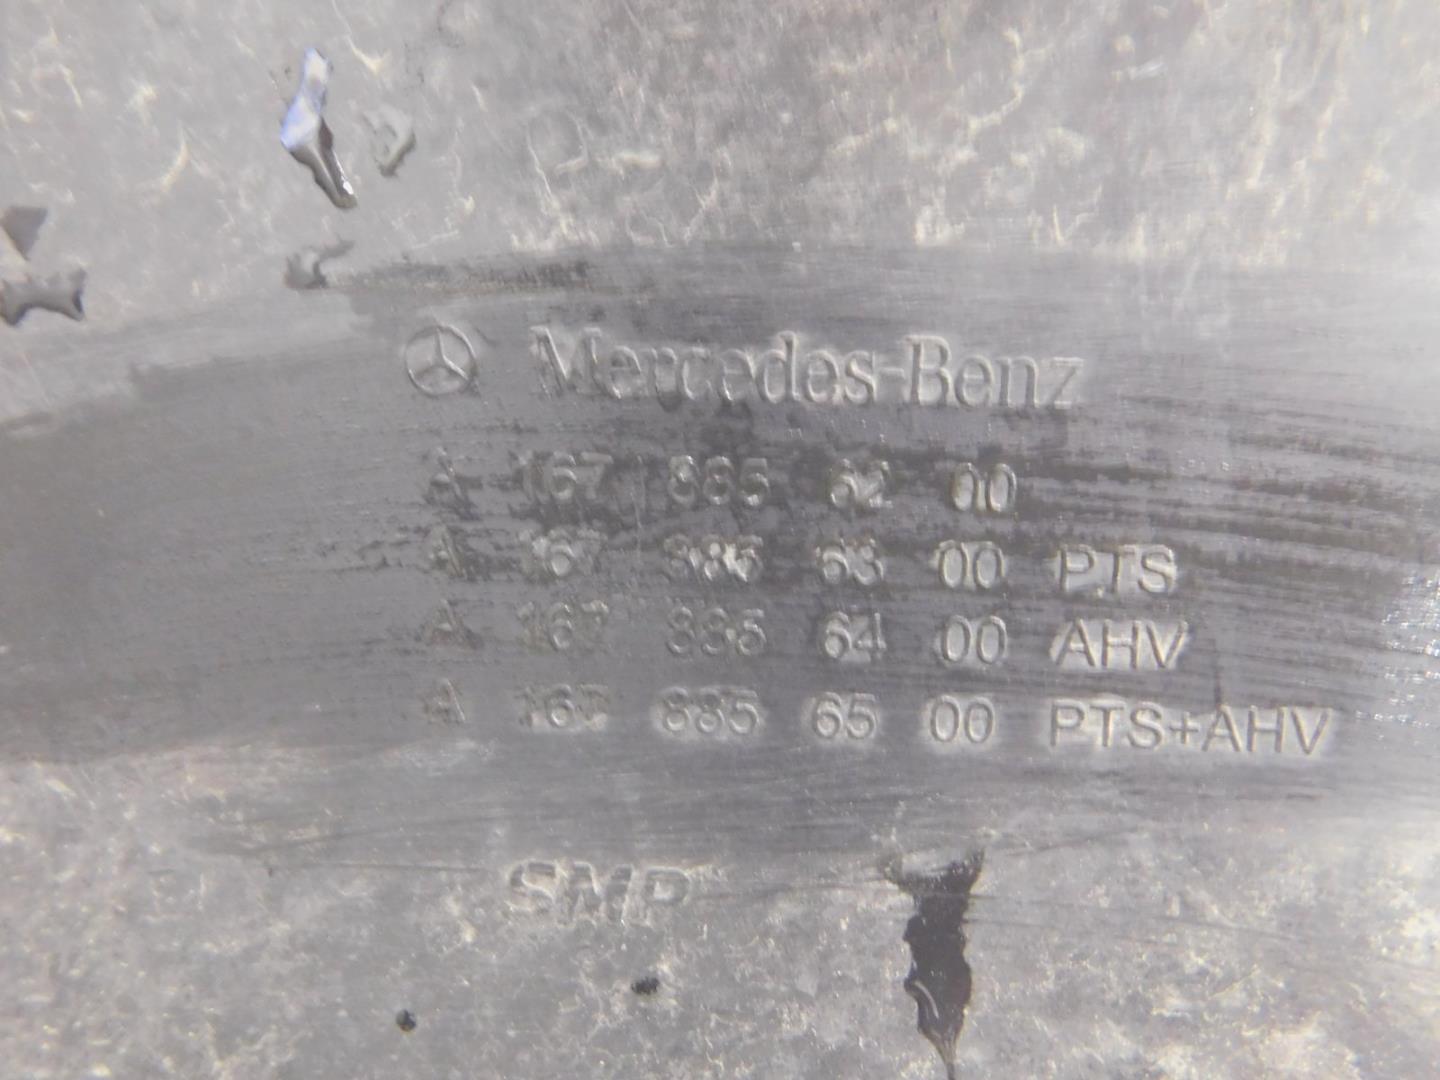 Mercedes-Benz
A 167 885 62 00
A 167 885 63 00 PTS
A 167 885 64 00 AHV
A 167 885 65 00 PTS+AHV
SMP